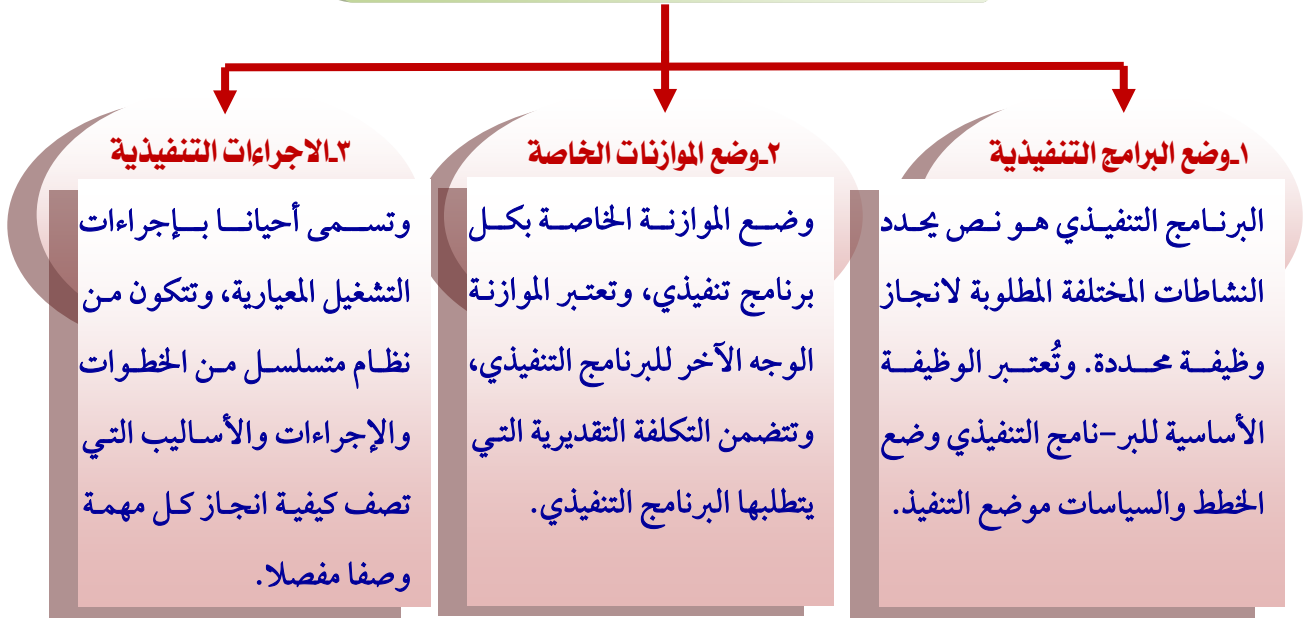 ١ـوضع البرامج التنفيذية
البرنامج التنفيذي هو نص يحدد
النشاطات المختلفة المطلوبة لانجاز
وظيفة محددة. وتُعتبر الوظيفة
الأساسية للبر-نامج التنفيذي وضع
الخطط والسياسات موضع التنفيذ.
٢ـوضع الموازنات الخاصة
وضع الموازنة الخاصة بكل
برنامج تنفيذي، وتعتبر الموازنة
الوجه الآخر للبرنامج التنفيذي،
وتتضمن التكلفة التقديرية التي
يتطلبها البرنامج التنفيذي.
٣ـالاجراءات التنفيذية
وتسمى أحيانا بإجراءات
التشغيل المعيارية، وتتكون من
نظام متسلسل من الخطوات
والإجراءات والأساليب التي
تصف كيفية انجاز كل مهمة
وصفا مفصلا.